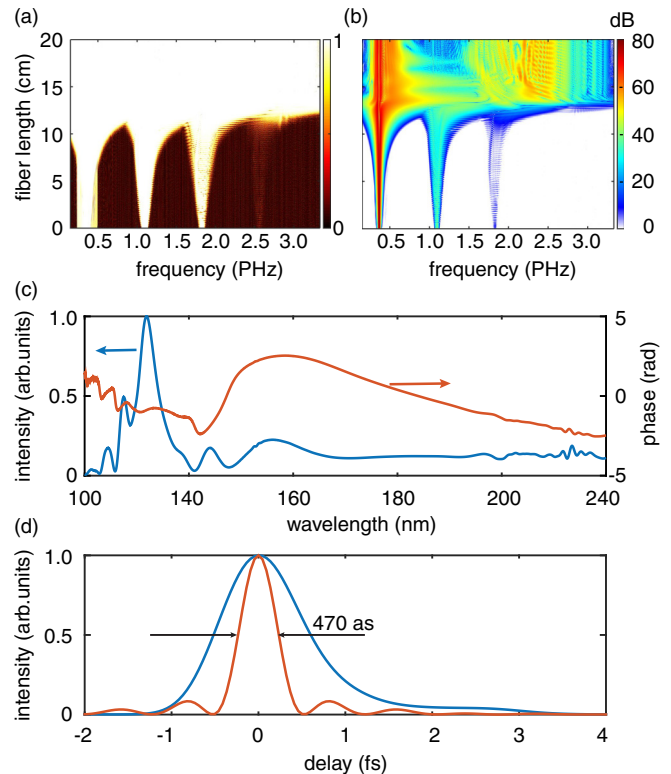 (a)
(b)
dB
fiber length (cm)
20
15
10
5
0
1
0
0.5 1.0 1.5 2.0 2.5 3.0
frequency (PHz)
80
60
40
20
0
0.5 1.0 1.5 2.0 2.5 3.0
frequency (PHz)
(c)
intensity (arb.units)
1.0
0.5
0
5
0
-5
phase (rad)
100 140 160 180 200 240
wavelength (nm)
(d)
intensity (arb.units)
1.0
0.5
0
470 as
-2 -1 0 1 2 3 4
delay (fs)